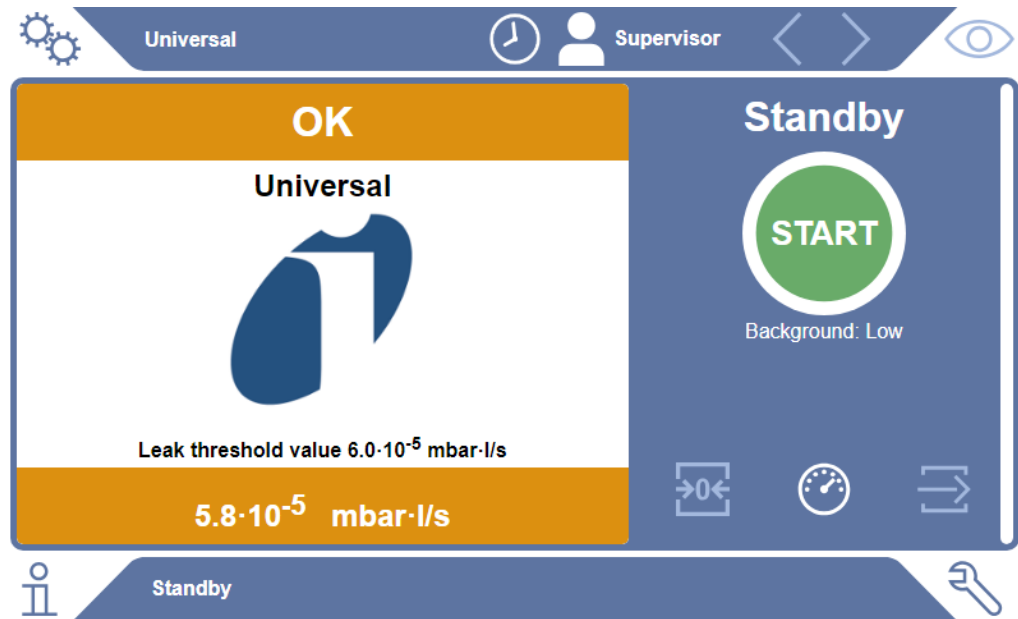 Universal
Supervisor
OK
Universal
Leak threshold value 6.0·10⁻⁵ mbar·l/s
5.8·10⁻⁵ mbar·l/s
Standby
START
Background: Low
→0←
Standby